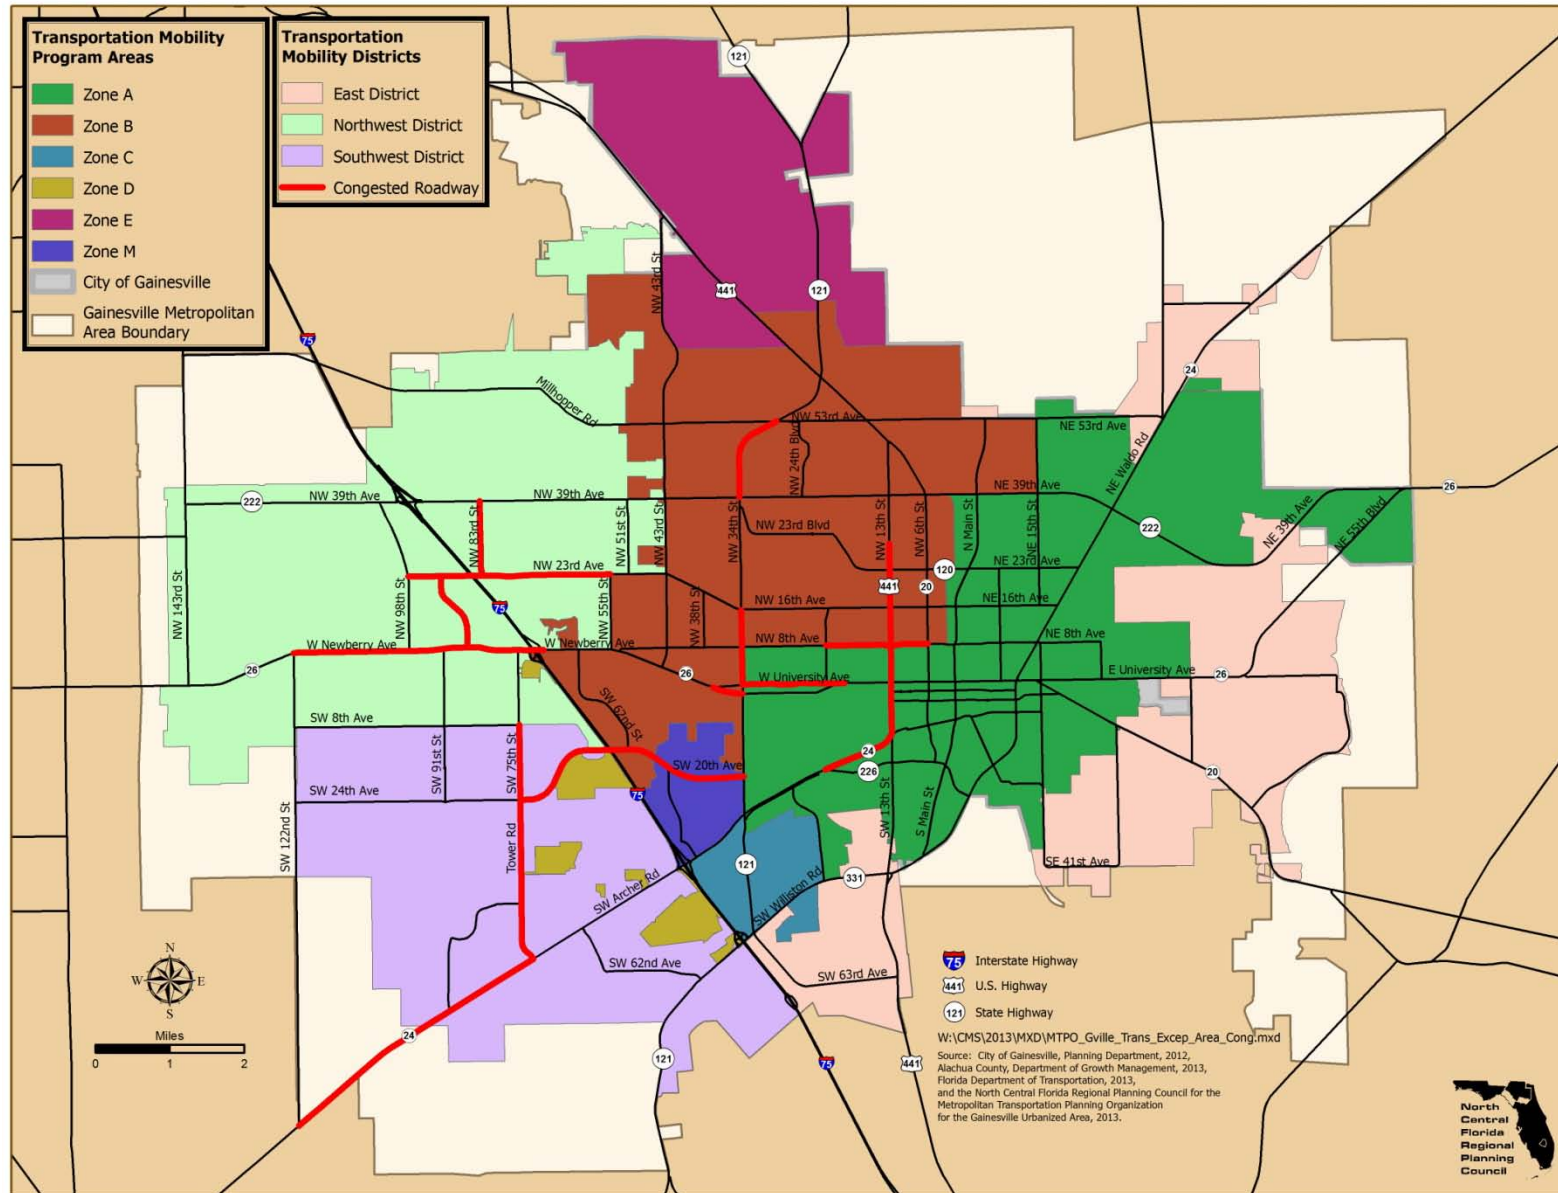 Transportation Mobility
Program Areas
Zone A
Zone B
Zone C
Zone D
Zone E
Zone M
City of Gainesville
Gainesville Metropolitan
Area Boundary
Transportation
Mobility Districts
East District
Northwest District
Southwest District
Congested Roadway
121
441
121
75
24
NW 43rd St
Millhopper Rd
NW 53rd Ave
NE 53rd Ave
NW 24th Blvd
NE Waldo Rd
222
NW 39th Ave
NW 39th Ave
NE 39th Ave
26
NW 83rd St
NW 51st St
NW 43rd St
NW 34th St
NW 23rd Blvd
NW 13th St
NW 6th St
N Main St
NE 15th St
222
NE 39th Ave
NE 55th Blvd
NW 143rd St
NW 98th St
NW 23rd Ave
120
NE 23rd Ave
441
20
75
NW 55th St
NW 38th St
NW 16th Ave
NE 16th Ave
W Newberry Ave
W Newberry Ave
NW 8th Ave
NE 8th Ave
26
26
W University Ave
E University Ave
26
SW 8th Ave
SW 91st St
SW 75th St
SW 62nd St
SW 20th Ave
24
226
20
SW 24th Ave
75
SW 122nd St
Tower Rd
SW 13th St
S Main St
SE 41st Ave
121
331
SW Archer Rd
SW Williston Rd
SW 62nd Ave
SW 63rd Ave
24
121
75
441
N
W
E
S
Miles
0
1
2
75
Interstate Highway
441
U.S. Highway
121
State Highway
W:\CMS\2013\MXD\MTPO_Gville_Trans_Excep_Area_Cong.mxd
Source: City of Gainesville, Planning Department, 2012,
Alachua County, Department of Growth Management, 2013,
Florida Department of Transportation, 2013,
and the North Central Florida Regional Planning Council for the
Metropolitan Transportation Planning Organization
for the Gainesville Urbanized Area, 2013.
North
Central
Florida
Regional
Planning
Council